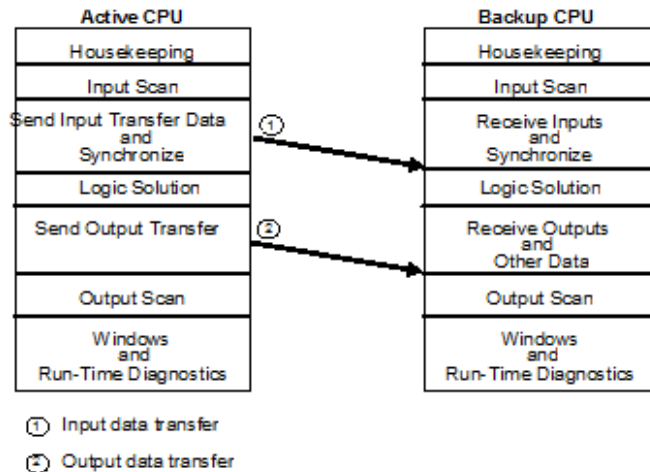 Active CPU
Housekeeping
Input Scan
Send Input Transfer Data
and
Synchronize
Logic Solution
Send Output Transfer
Output Scan
Windows
and
Run-Time Diagnostics
1
2
Backup CPU
Housekeeping
Input Scan
Receive Inputs
and
Synchronize
Logic Solution
Receive Outputs
and
Other Data
Output Scan
Windows
and
Run-Time Diagnostics
1 Input data transfer
2 Output data transfer